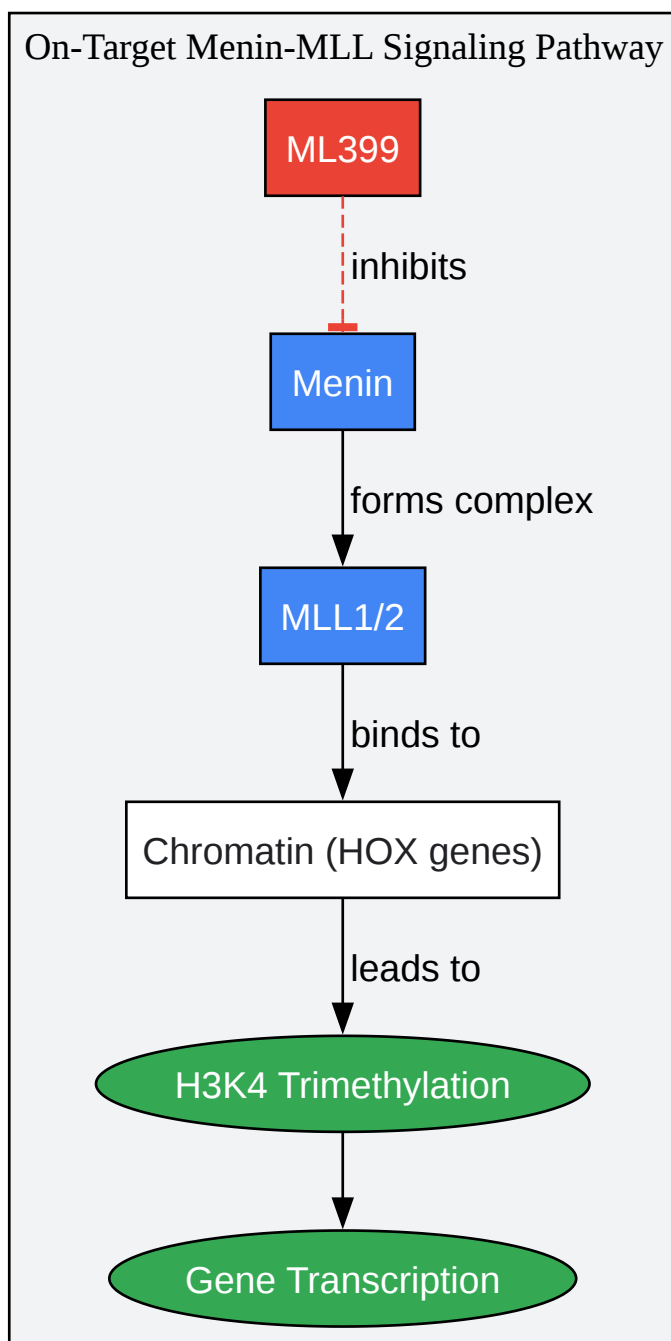 On-Target Menin-MLL Signaling Pathway
ML399
inhibits
Menin
forms complex
MLL1/2
binds to
Chromatin (HOX genes)
leads to
H3K4 Trimethylation
Gene Transcription